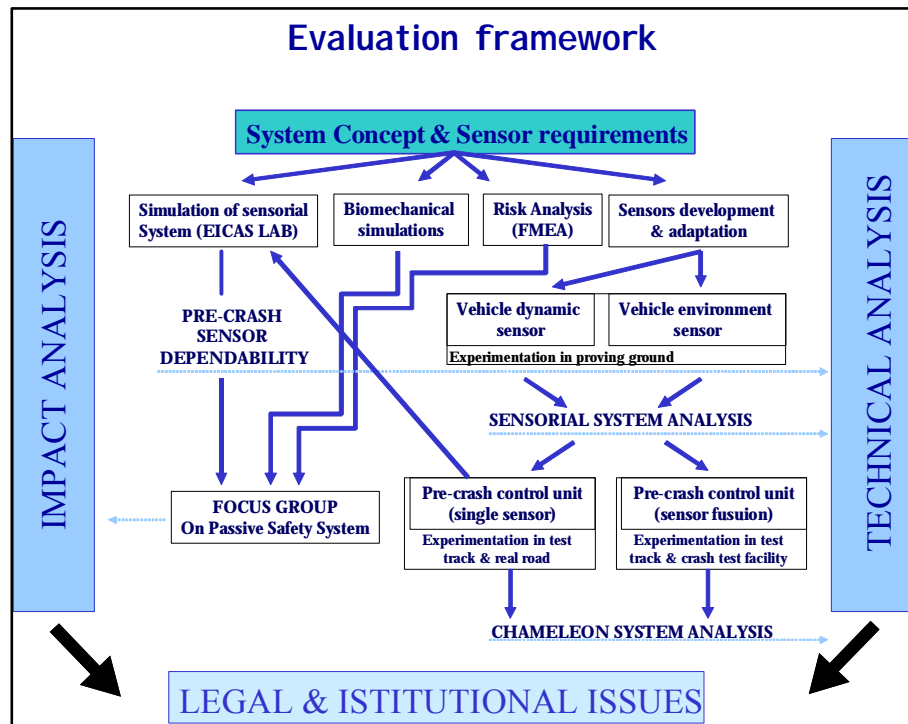 Evaluation framework
System Concept & Sensor requirements
IMPACT ANALYSIS
TECHNICAL ANALYSIS
Simulation of sensorial
System (EICAS LAB)
Biomechanical
simulations
Risk Analysis
(FMEA)
Sensors development
& adaptation
PRE-CRASH
SENSOR
DEPENDABILITY
Vehicle dynamic
sensor
Vehicle environment
sensor
Experimentation in proving ground
SENSORIAL SYSTEM ANALYSIS
FOCUS GROUP
On Passive Safety System
Pre-crash control unit
(single sensor)
Experimentation in test
track & real road
Pre-crash control unit
(sensor fusuion)
Experimentation in test
track & crash test facility
CHAMELEON SYSTEM ANALYSIS
LEGAL & ISTITUTIONAL ISSUES